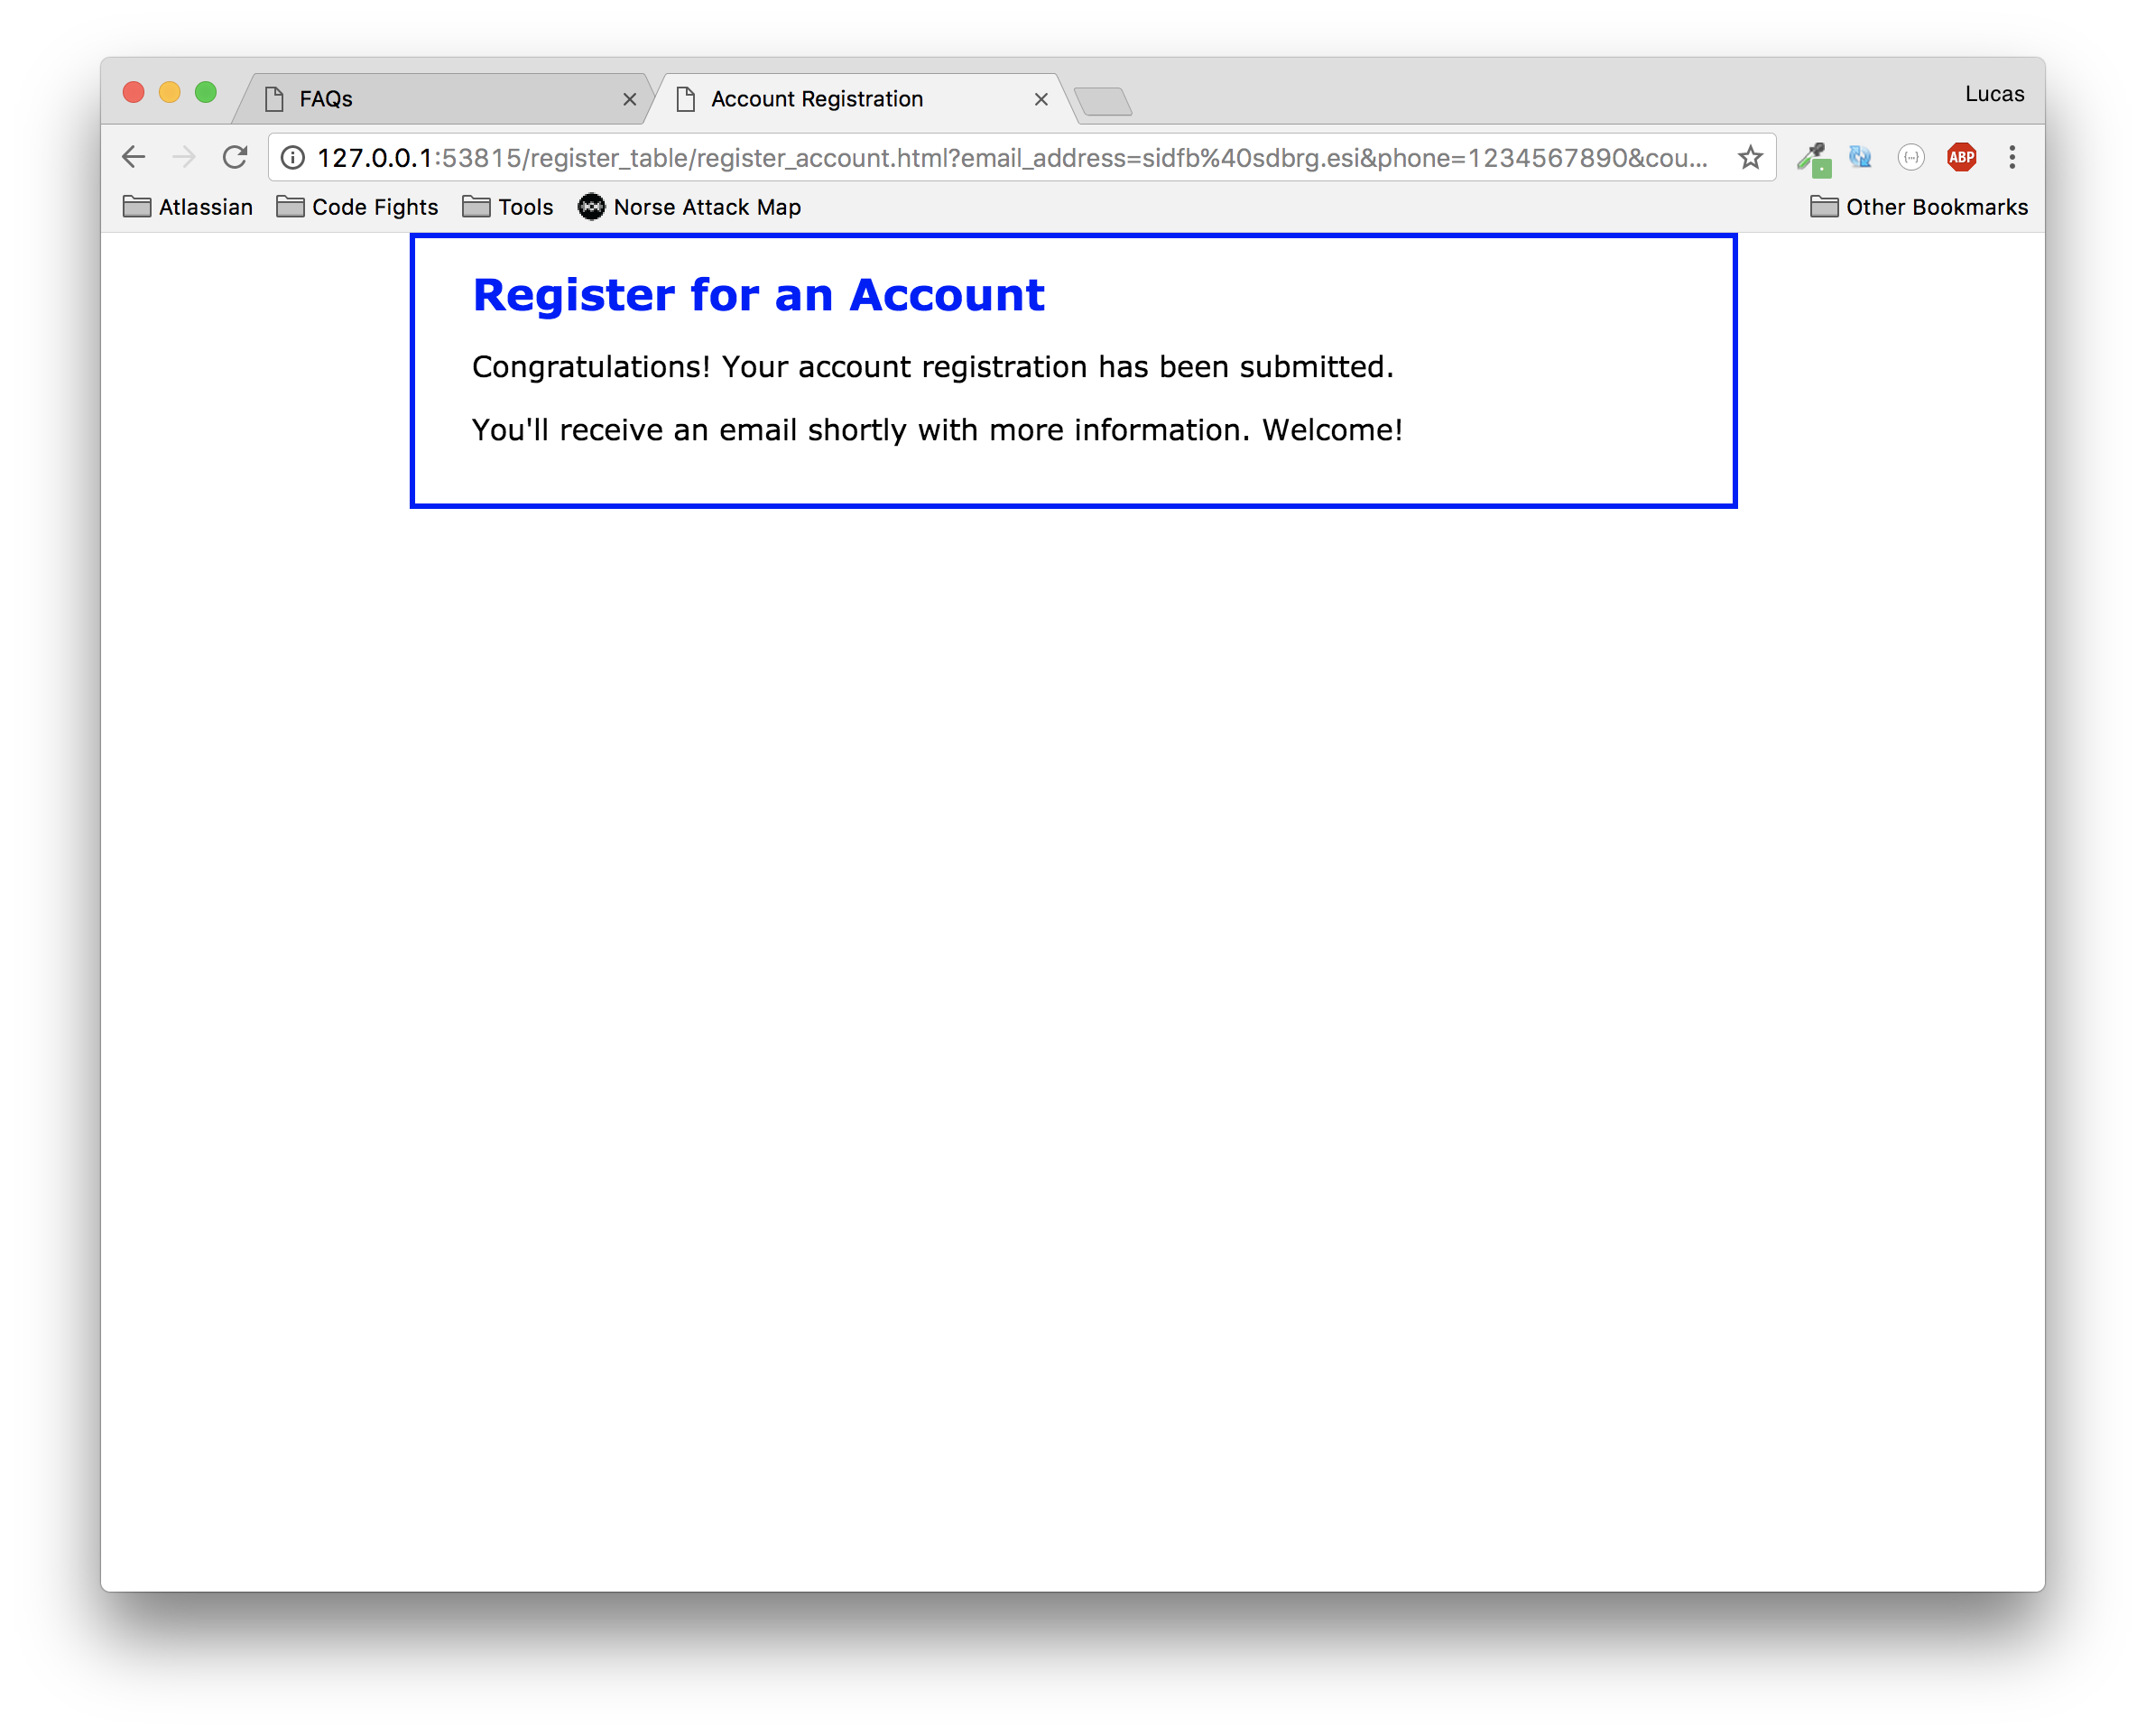 FAQs
Account Registration
Lucas
127.0.0.1:53815/register_table/register_account.html?email_address=sidfb%40sdbrg.esi&phone=1234567890&cou...
ABP
Atlassian
Code Fights
Tools
Norse Attack Map
Other Bookmarks
Register for an Account
Congratulations! Your account registration has been submitted.
You'll receive an email shortly with more information. Welcome!